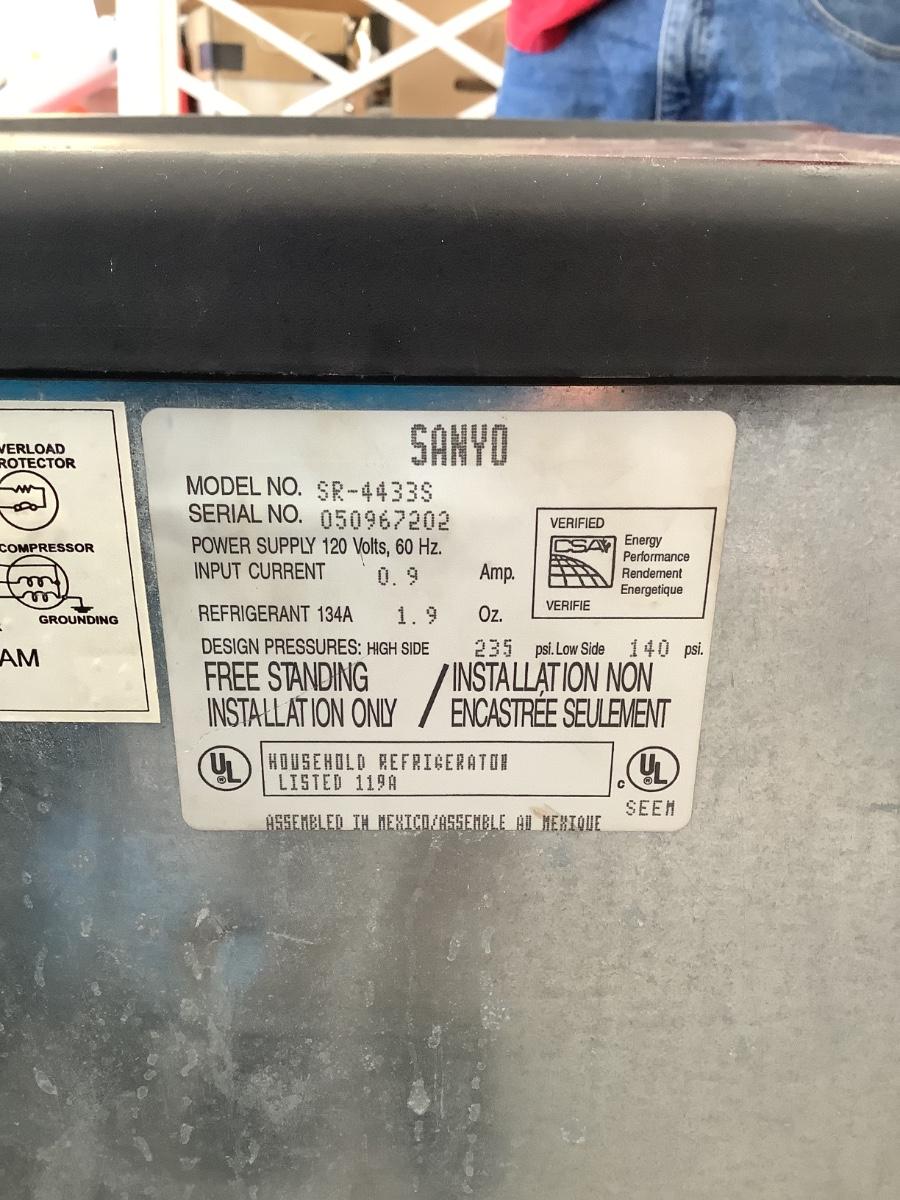 VERLOAD
ROTECTOR
COMPRESSOR
GROUNDING
AM
SANYO
MODEL NO. SR-4433S
SERIAL NO. 050967202
POWER SUPPLY 120 Volts, 60 Hz.
INPUT CURRENT 0.9 Amp.
REFRIGERANT 134A 1.9 Oz.
VERIFIED
CSA
Energy
Performance
Rendement
Energetique
VERIFIE
DESIGN PRESSURES: HIGH SIDE 235 psi. Low Side 140 psi.
FREE STANDING / INSTALLATION NON
INSTALLATION ONLY / ENCASTRÉE SEULEMENT
UL ® HOUSEHOLD REFRIGERATOR c UL ®
LISTED 119A
SEEM
ASSEMBLED IN MEXICO/ASSEMBLE AU MEXIQUE